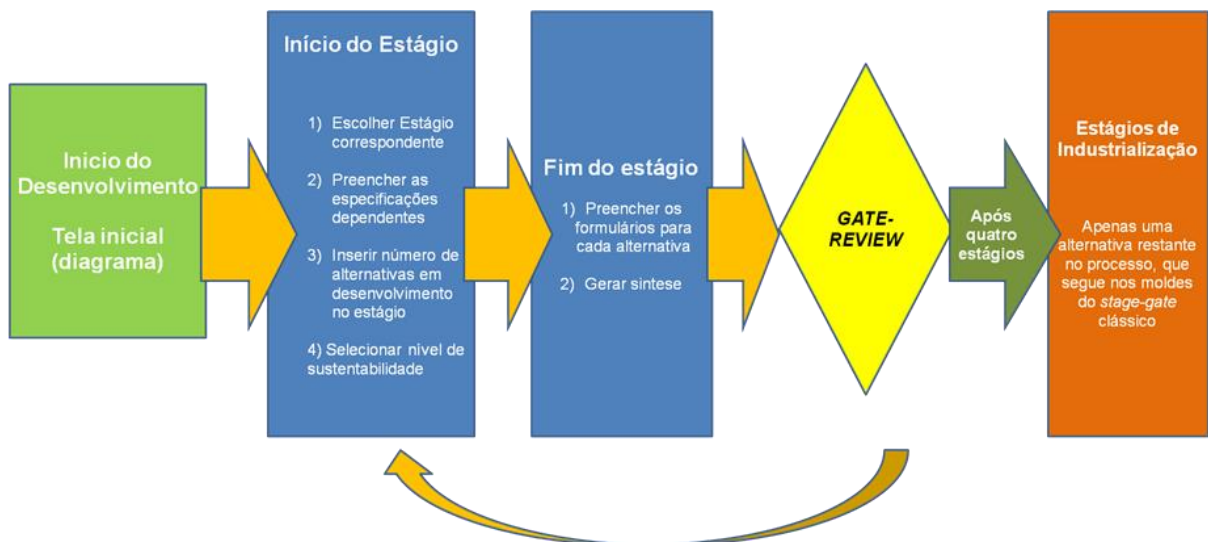 Inicio do
Desenvolvimento
Tela inicial
(diagrama)
Início do Estágio
1) Escolher Estágio
correspondente
2) Preencher as
especificações
dependentes
3) Inserir número de
alternativas em
desenvolvimento
no estágio
4) Selecionar nivel de
sustentabilidade
Fim do estágio
1) Preencher os
formulários para
cada alternativa
2) Gerar sintese
GATE-
REVIEW
Após
quatro
estágios
Estágios de
Industrialização
Apenas uma
alternativa restante
no processo, que
segue nos moldes
do stage-gate
clássico